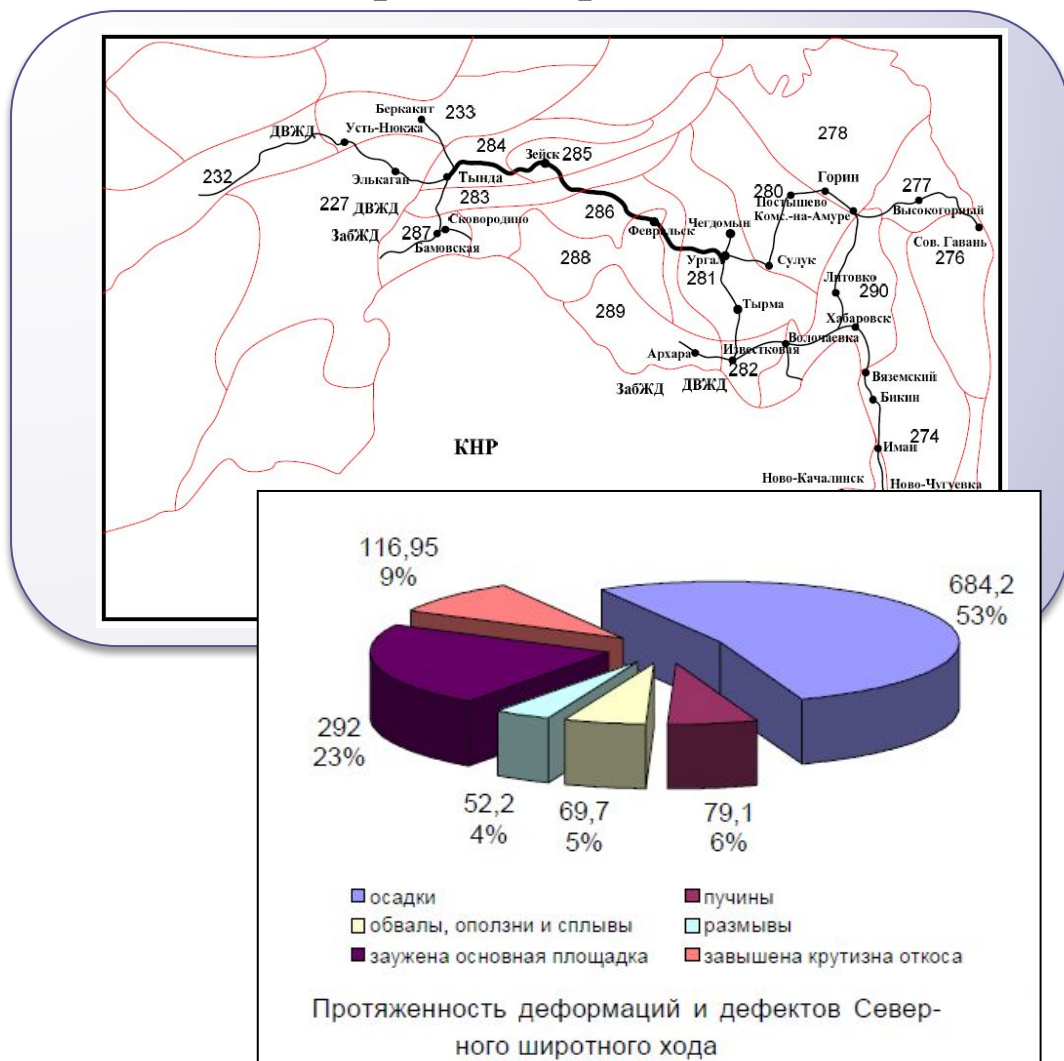 Беркакит
233
278
ДВЖД
Усть-Нюкжа
284
Зейск
285
Горин
232
Элькаган
Тында
280
277
283
Постышево
Комс.-на-Амуре
Высокогорный
227
ДВЖД
Сковородино
286
Чегдомын
ЗабЖД
287
Февральск
Сов. Гавань
Бамовская
Ургал
Сулук
288
281
276
Литовко
290
289
Тырма
Хабаровск
Волочаевка
Архара
Известковая
282
Вяземский
ЗабЖД
ДВЖД
Бикин
КНР
274
Иман
Ново-Качалинск
Ново-Чугуевка
116,95
9%
684,2
53%
292
23%
52,2
4%
69,7
5%
79,1
6%
осадки
пучины
обвалы, оползни и сплывы
размывы
заужена основная площадка
завышена крутизна откоса
Протяженность деформаций и дефектов Север-
ного широтного хода